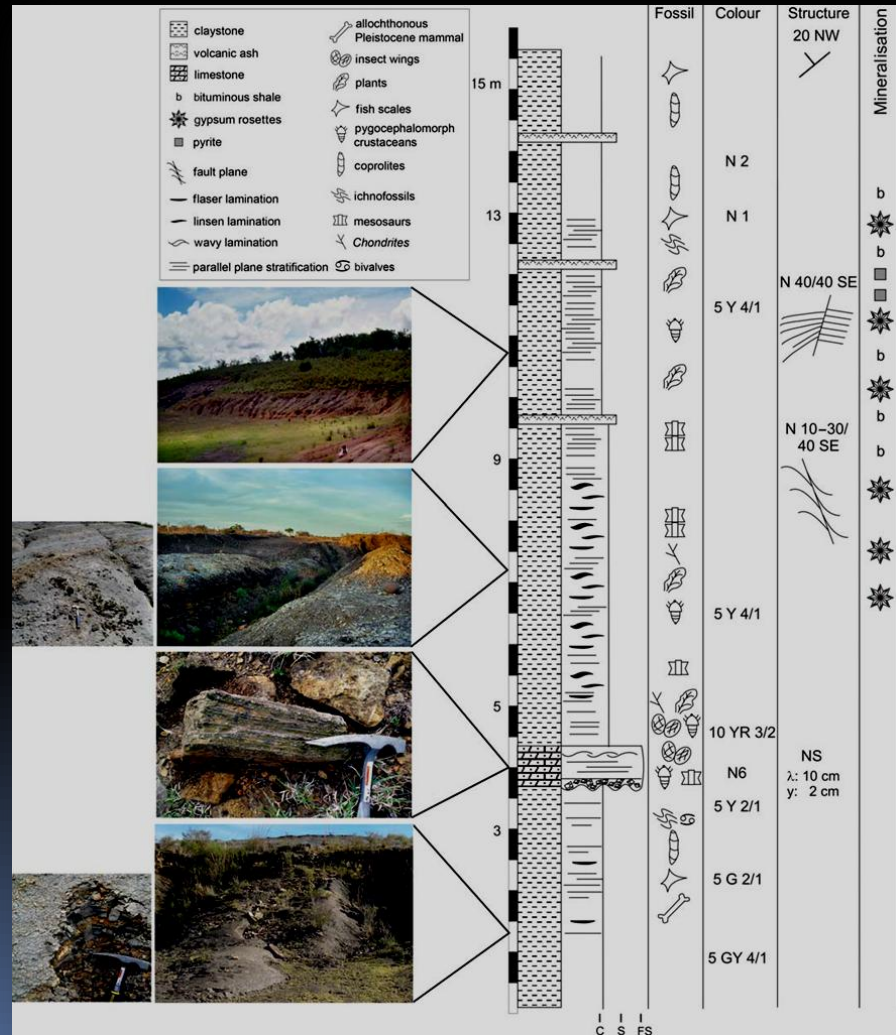 claystone
volcanic ash
limestone
b bituminous shale
gypsum rosettes
pyrite
fault plane
flaser lamination
linsen lamination
wavy lamination
parallel plane stratification
allochthonous
Pleistocene mammal
insect wings
plants
fish scales
pygocephalomorph
crustaceans
coprolites
ichnofossils
mesosaurs
Chondrites
bivalves
15 m
13
9
5
3
C S FS
Fossil
Colour
N 2
N 1
5 Y 4/1
5 Y 4/1
10 YR 3/2
N6
5 Y 2/1
5 G 2/1
5 GY 4/1
Structure
20 NW
N 40/40 SE
N 10–30/
40 SE
NS
λ: 10 cm
y: 2 cm
Mineralisation
b
b
b
b
b